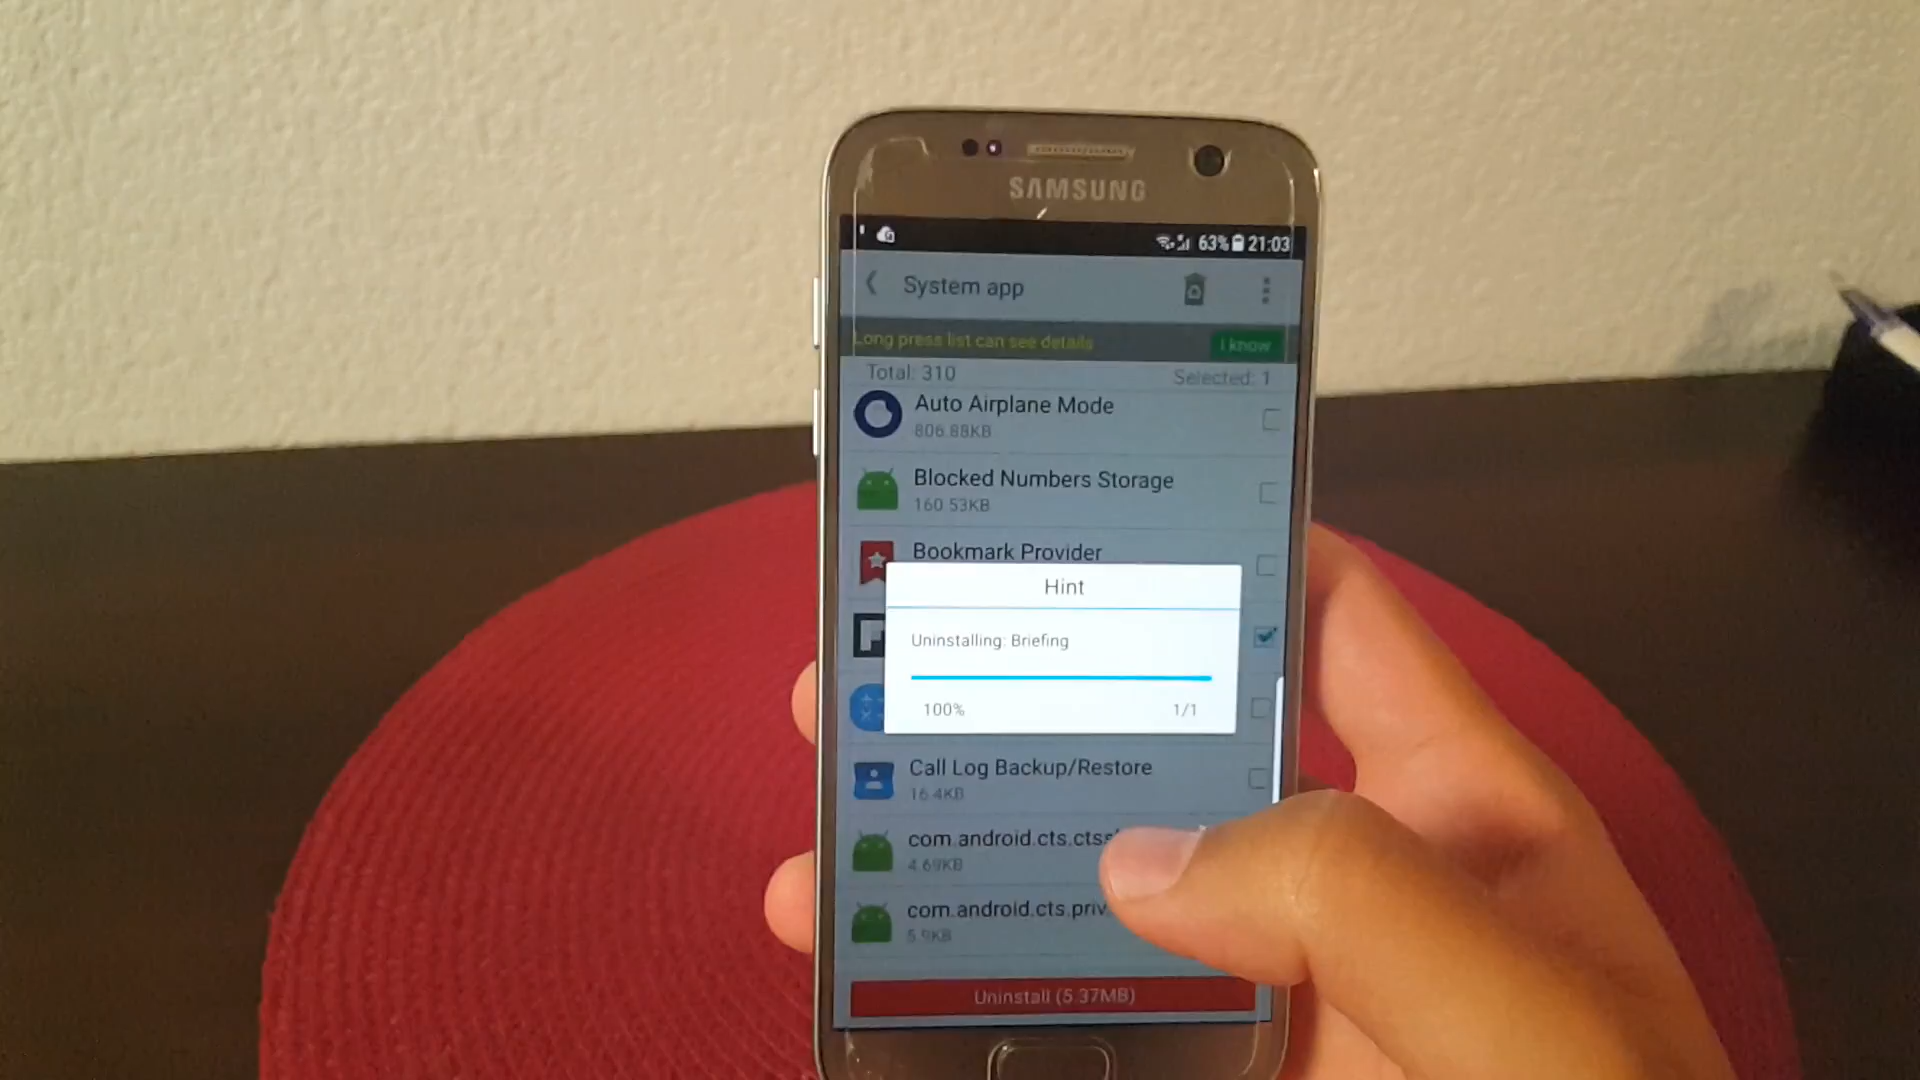 SAMSUNG
63% 21:03
System app
Long press list can see details I know
Total: 310 Selected: 1
Auto Airplane Mode
806.88KB
Blocked Numbers Storage
160.53KB
Bookmark Provider
Hint
Uninstalling: Briefing
100% 1/1
Call Log Backup/Restore
16.4KB
com.android.cts.cts
4.69KB
com.android.cts.priv
5.9KB
Uninstall (5.37MB)